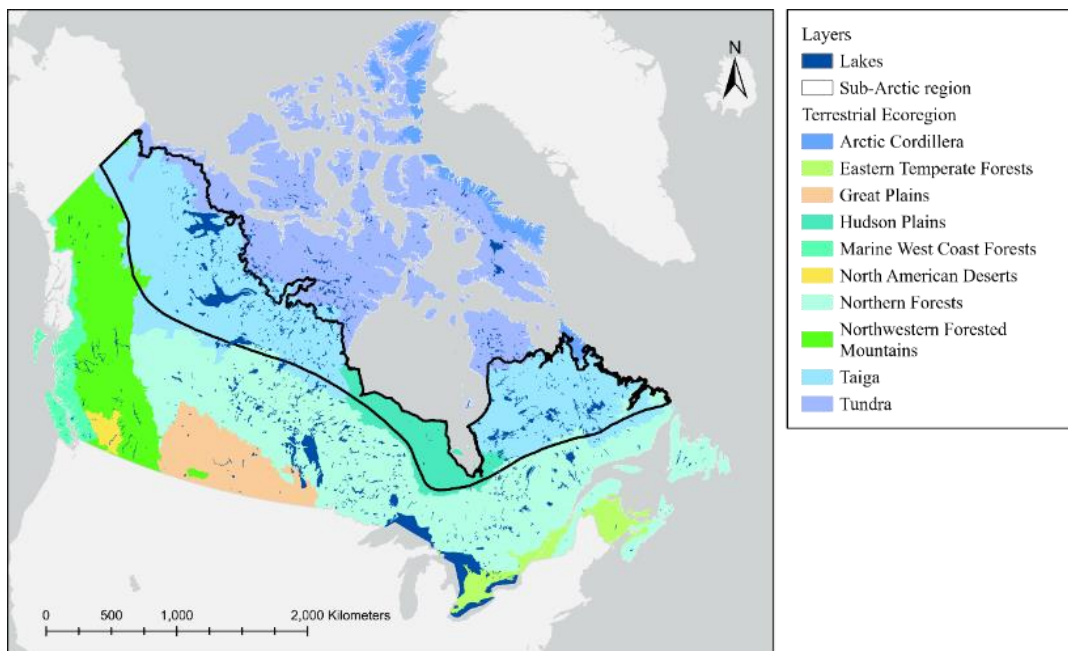 N
0 500 1,000 2,000 Kilometers
Layers
Lakes
Sub-Arctic region
Terrestrial Ecoregion
Arctic Cordillera
Eastern Temperate Forests
Great Plains
Hudson Plains
Marine West Coast Forests
North American Deserts
Northern Forests
Northwestern Forested
Mountains
Taiga
Tundra